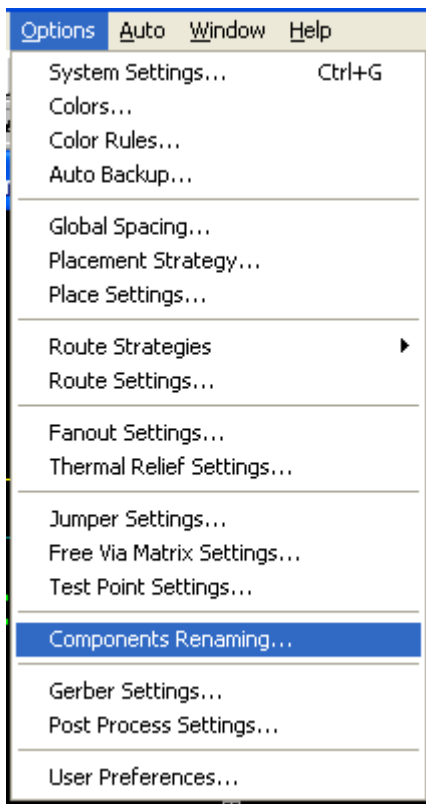 Options Auto Window Help
System Settings... Ctrl+G
Colors...
Color Rules...
Auto Backup...
Global Spacing...
Placement Strategy...
Place Settings...
Route Strategies
Route Settings...
Fanout Settings...
Thermal Relief Settings...
Jumper Settings...
Free Via Matrix Settings...
Test Point Settings...
Components Renaming...
Gerber Settings...
Post Process Settings...
User Preferences...